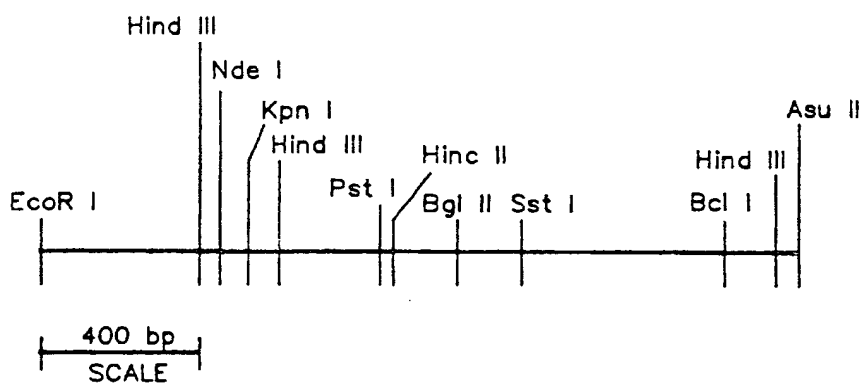 Hind III
Nde I
Kpn I
Asu II
Hind III
Hinc II
Hind III
Pst I
EcoR I
Bgl II
Sst I
Bcl I
400 bp
SCALE